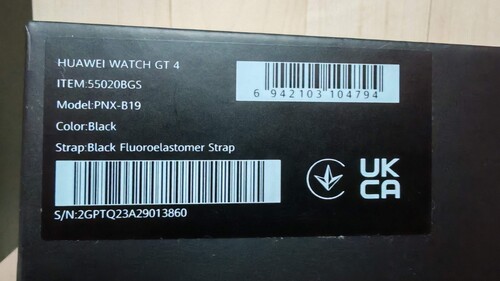 HUAWEI WATCH GT 4
ITEM:55020BGS
Model:PNX-B19
Color:Black
Strap:Black Fluoroelastomer Strap
S/N:2GPTQ23A29013860
6 942103 104794
UK
CA